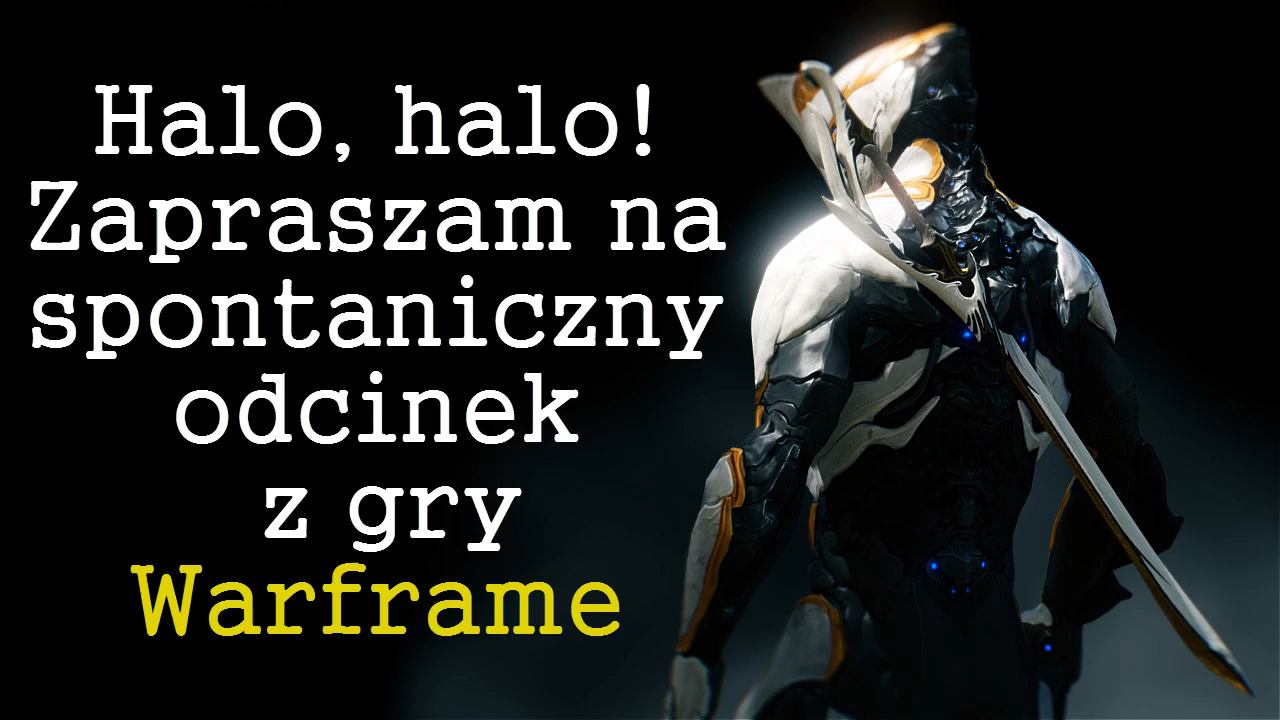 Halo, halo!
Zapraszam na
spontaniczny
odcinek
z gry
Warframe